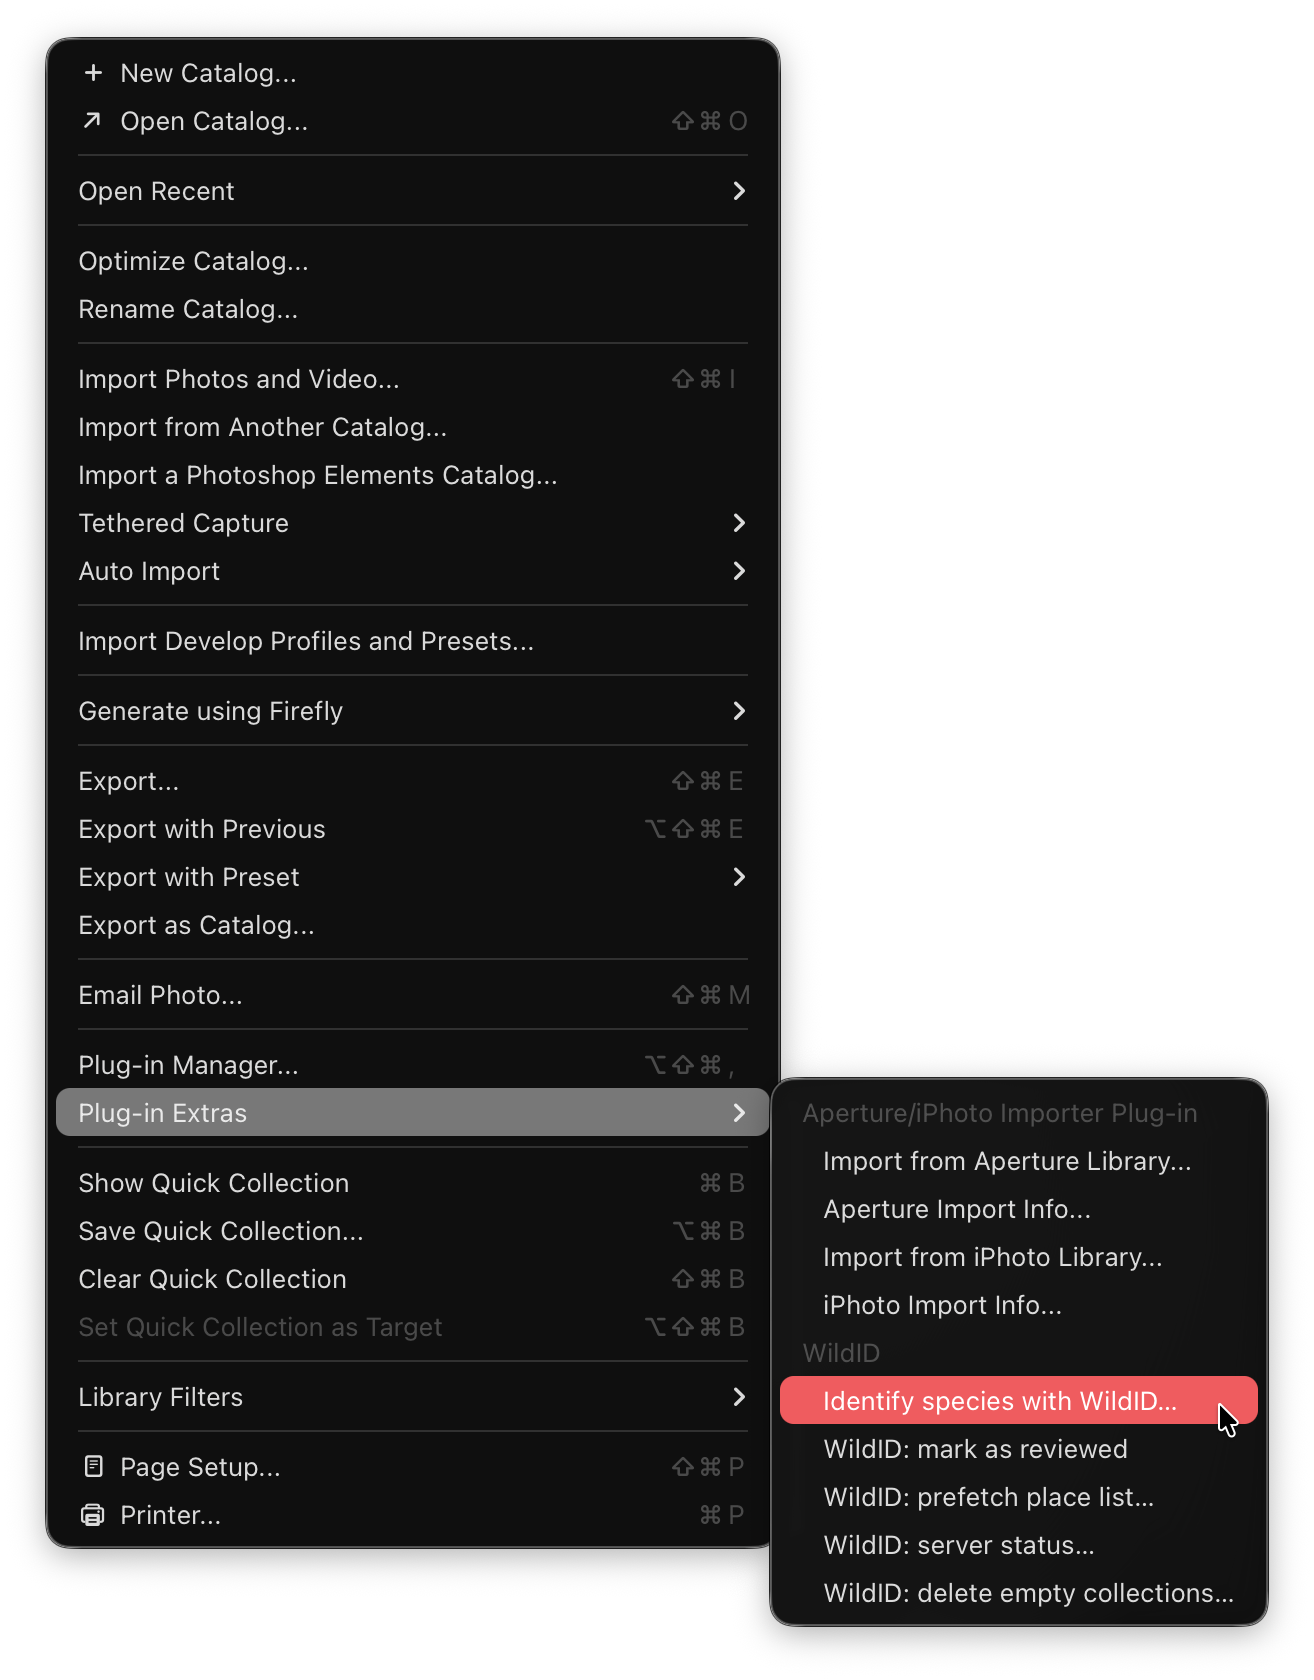 New Catalog...
Open Catalog... ⇧⌘O
Open Recent
Optimize Catalog...
Rename Catalog...
Import Photos and Video... ⇧⌘I
Import from Another Catalog...
Import a Photoshop Elements Catalog...
Tethered Capture
Auto Import
Import Develop Profiles and Presets...
Generate using Firefly
Export... ⇧⌘E
Export with Previous ⌥⇧⌘E
Export with Preset
Export as Catalog...
Email Photo... ⇧⌘M
Plug-in Manager... ⌥⇧⌘,
Plug-in Extras
Show Quick Collection ⌘B
Save Quick Collection... ⌥⌘B
Clear Quick Collection ⇧⌘B
Set Quick Collection as Target ⌥⇧⌘B
Library Filters
Page Setup... ⇧⌘P
Printer... ⌘P
Aperture/iPhoto Importer Plug-in
Import from Aperture Library...
Aperture Import Info...
Import from iPhoto Library...
iPhoto Import Info...
WildID
Identify species with WildID...
WildID: mark as reviewed
WildID: prefetch place list...
WildID: server status...
WildID: delete empty collections...